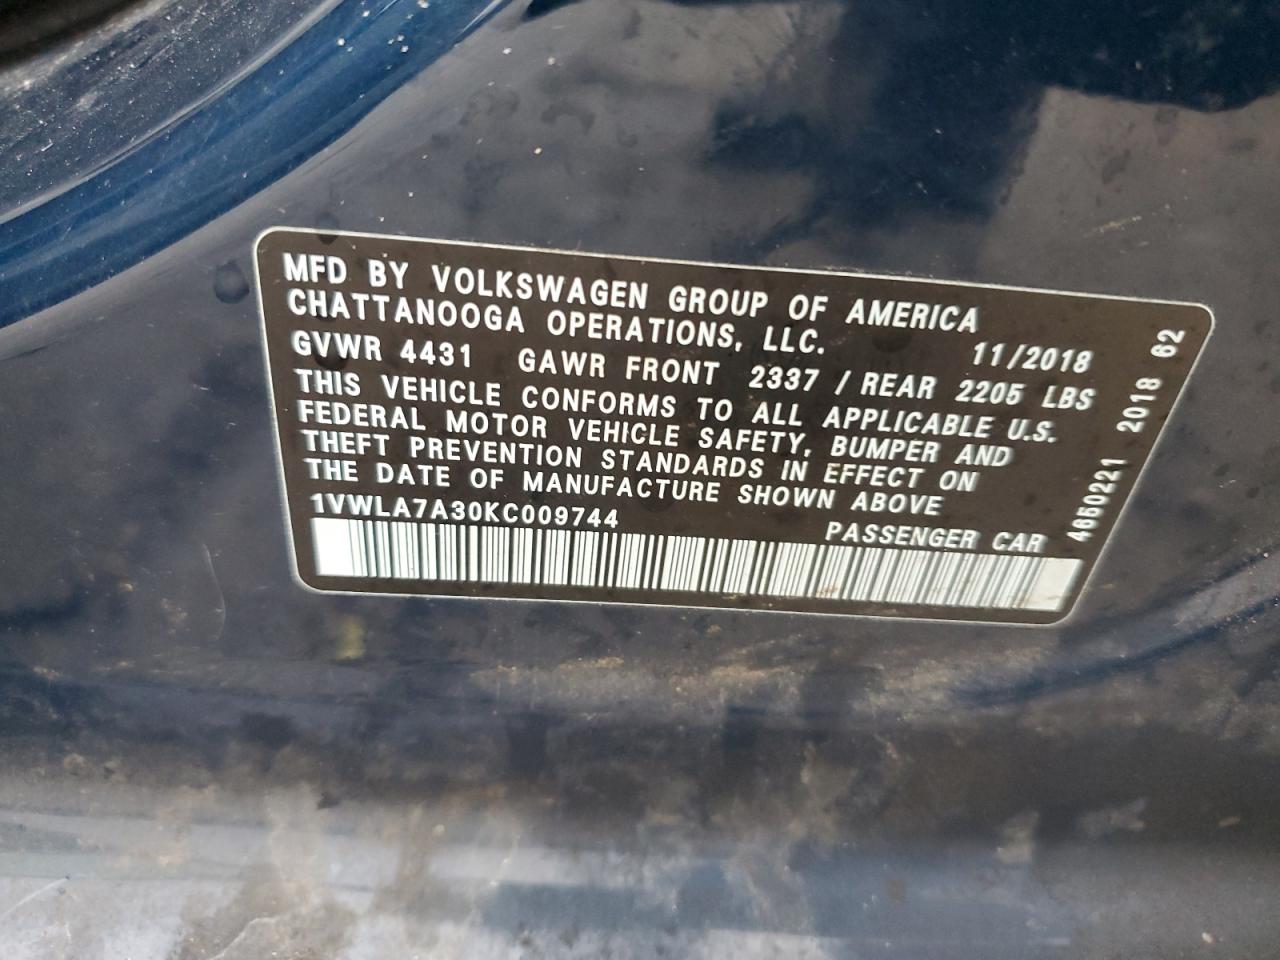 MFD BY VOLKSWAGEN GROUP OF AMERICA
CHATTANOOGA OPERATIONS, LLC.
11/2018
GVWR 4431 GAWR FRONT 2337 / REAR 2205 LBS
THIS VEHICLE CONFORMS TO ALL APPLICABLE U.S.
FEDERAL MOTOR VEHICLE SAFETY, BUMPER AND
THEFT PREVENTION STANDARDS IN EFFECT ON
THE DATE OF MANUFACTURE SHOWN ABOVE
1VWLA7A30KC009744
PASSENGER CAR
4650221 2018 62